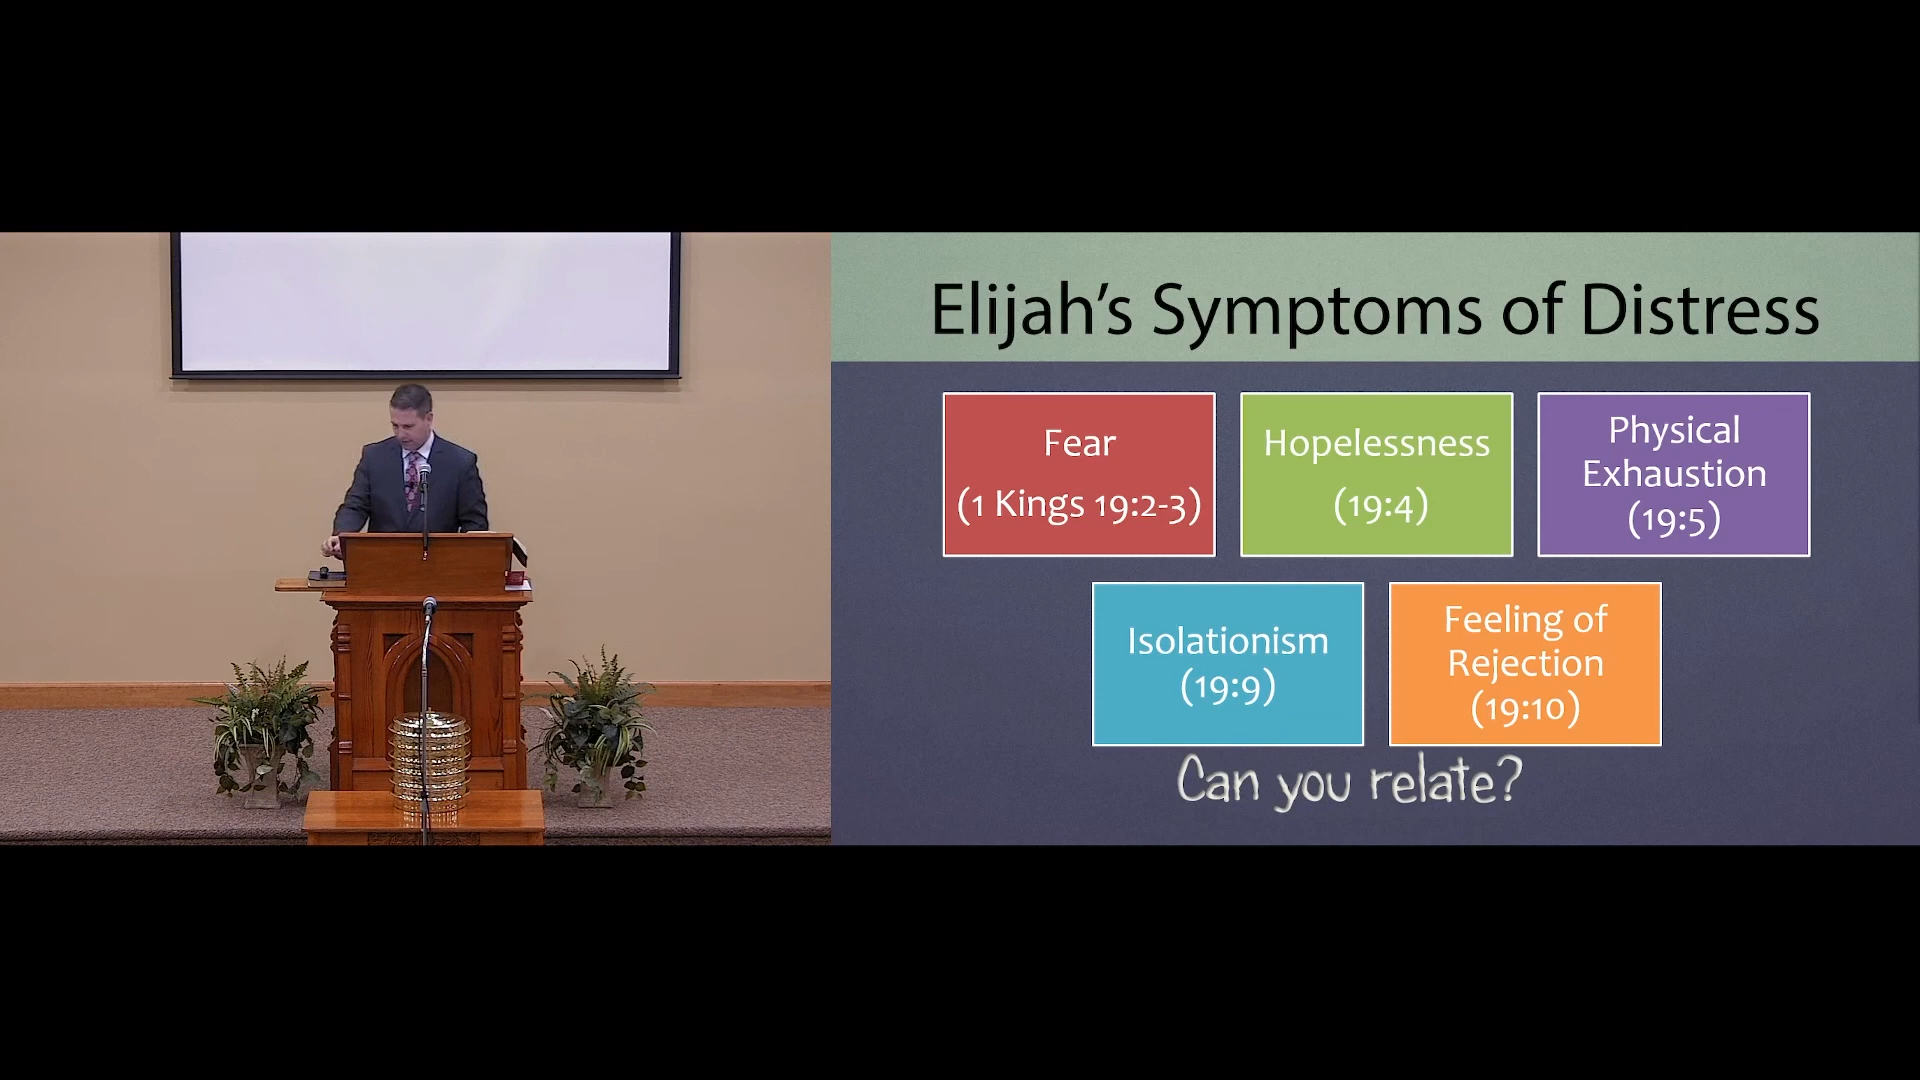 Elijah's Symptoms of Distress
Fear
(1 Kings 19:2-3)
Hopelessness
(19:4)
Physical
Exhaustion
(19:5)
Isolationism
(19:9)
Feeling of
Rejection
(19:10)
Can you relate?